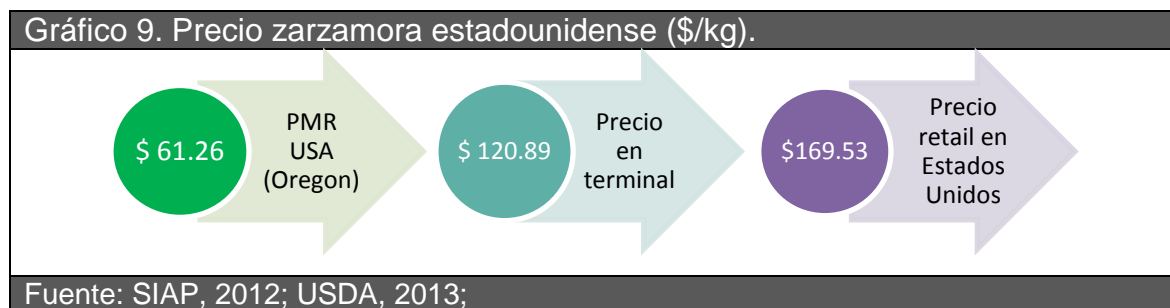 Gráfico 9. Precio zarzamora estadounidense ($/kg).
$ 61.26
PMR
USA
(Oregon)
$ 120.89
Precio
en
terminal
$169.53
Precio
retail en
Estados
Unidos
Fuente: SIAP, 2012; USDA, 2013;